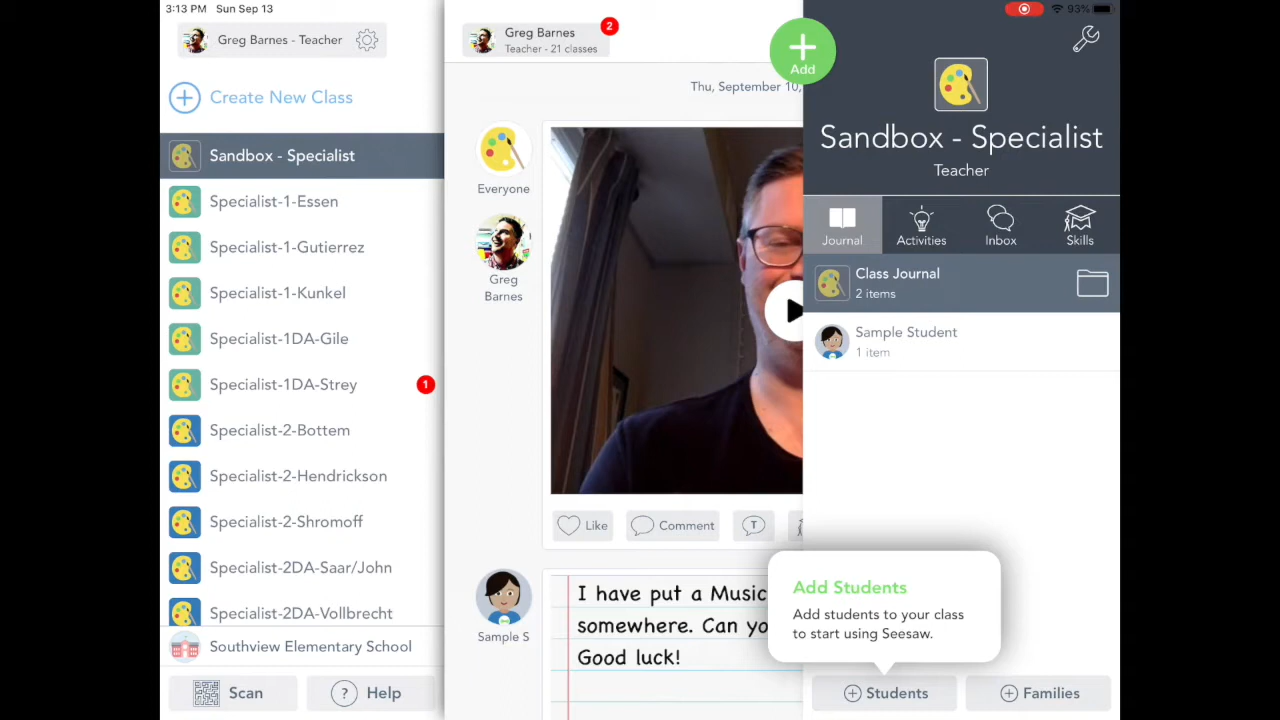 3:13 PM Sun Sep 13
Greg Barnes - Teacher
Create New Class
Sandbox - Specialist
Specialist-1-Essen
Specialist-1-Gutierrez
Specialist-1-Kunkel
Specialist-1DA-Gile
Specialist-1DA-Strey
1
Specialist-2-Bottem
Specialist-2-Hendrickson
Specialist-2-Shromoff
Specialist-2DA-Saar/John
Specialist-2DA-Vollbrecht
Southview Elementary School
Scan
? Help
Greg Barnes
Teacher - 21 classes
2
Add
Thu, September 10,
Everyone
Greg
Barnes
Like
Comment
T
Sample S
I have put a Music
somewhere. Can yo
Good luck!
93%
Sandbox - Specialist
Teacher
Journal
Activities
Inbox
Skills
Class Journal
2 items
Sample Student
1 item
Add Students
Add students to your class
to start using Seesaw.
Students
Families